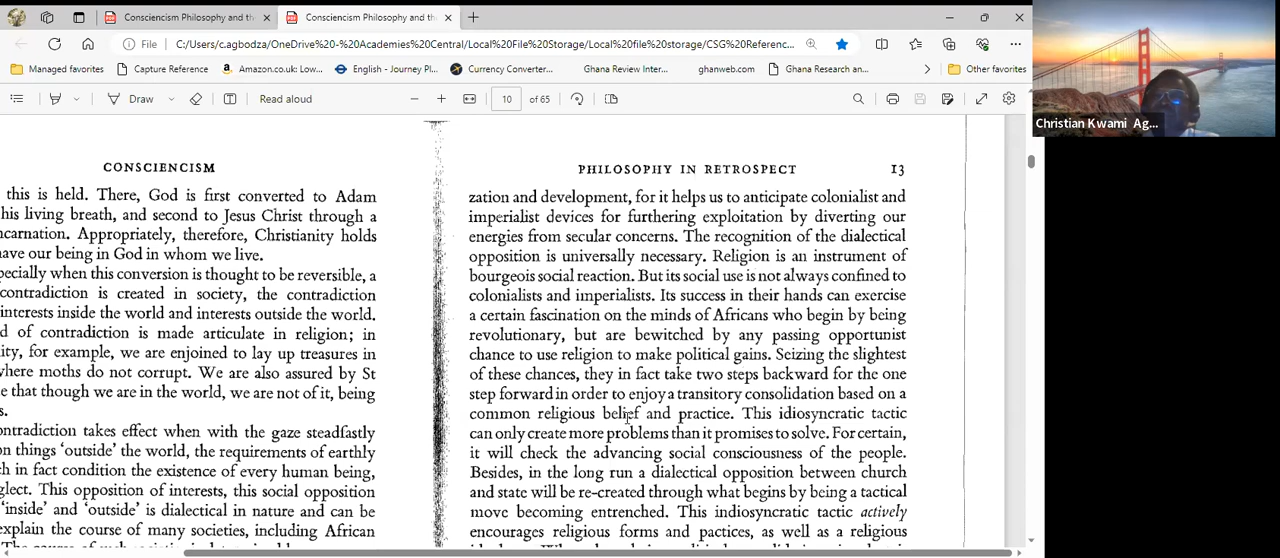 Consciencism Philosophy and th
Consciencism Philosophy and th
File
C:/Users/c.agbodza/OneDrive%20-%20Academies%20Central/Local%20File%20Storage/Local%20file%20storage/CSG%20Referenc...
Managed favorites
Capture Reference
Amazon.co.uk: Low...
English - Journey Pl...
Currency Converter...
Ghana Review Inter...
ghanweb.com
Ghana Research an...
Other favorites
Draw
Read aloud
10
of 65
Christian Kwami Ag...
CONSCIENCISM
this is held. There, God is first converted to Adam
his living breath, and second to Jesus Christ through a
ncarnation. Appropriately, therefore, Christianity holds
ave our being in God in whom we live.
pecially when this conversion is thought to be reversible, a
contradiction is created in society, the contradiction
interests inside the world and interests outside the world.
d of contradiction is made articulate in religion; in
ity, for example, we are enjoined to lay up treasures in
where moths do not corrupt. We are also assured by St
e that though we are in the world, we are not of it, being
s.
ontradiction takes effect when with the gaze steadfastly
on things 'outside' the world, the requirements of earthly
ch in fact condition the existence of every human being,
glect. This opposition of interests, this social opposition
'inside' and 'outside' is dialectical in nature and can be
explain the course of many societies, including African
PHILOSOPHY IN RETROSPECT 13
zation and development, for it helps us to anticipate colonialist and
imperialist devices for furthering exploitation by diverting our
energies from secular concerns. The recognition of the dialectical
opposition is universally necessary. Religion is an instrument of
bourgeois social reaction. But its social use is not always confined to
colonialists and imperialists. Its success in their hands can exercise
a certain fascination on the minds of Africans who begin by being
revolutionary, but are bewitched by any passing opportunist
chance to use religion to make political gains. Seizing the slightest
of these chances, they in fact take two steps backward for the one
step forward in order to enjoy a transitory consolidation based on a
common religious belief and practice. This idiosyncratic tactic
can only create more problems than it promises to solve. For certain,
it will check the advancing social consciousness of the people.
Besides, in the long run a dialectical opposition between church
and state will be re-created through what begins by being a tactical
move becoming entrenched. This indiosyncratic tactic actively
encourages religious forms and pactices, as well as a religious